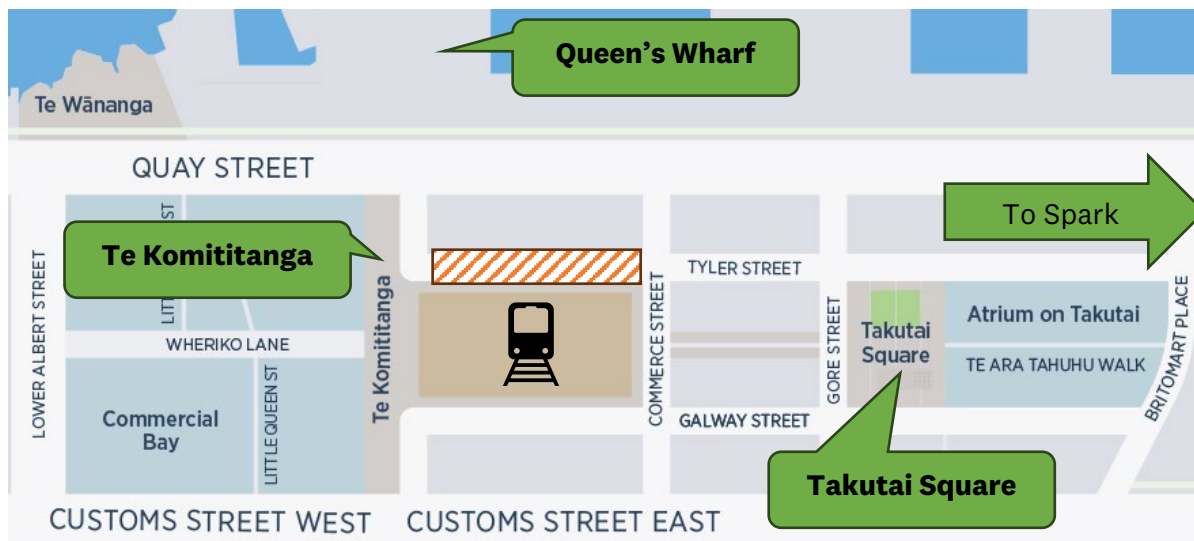 Queen's Wharf
Te Wānanga
QUAY STREET
To Spark
ST
Te Komititanga
TYLER STREET
LOWER ALBERT STREET
LITT
Te Komititanga
COMMERCE STREET
GORE STREET
Takutai
Square
Atrium on Takutai
BRITOMART PLACE
WHERIKO LANE
TE ARA TAHUHU WALK
Commercial
Bay
LITTLE QUEEN ST
GALWAY STREET
Takutai Square
CUSTOMS STREET WEST
CUSTOMS STREET EAST